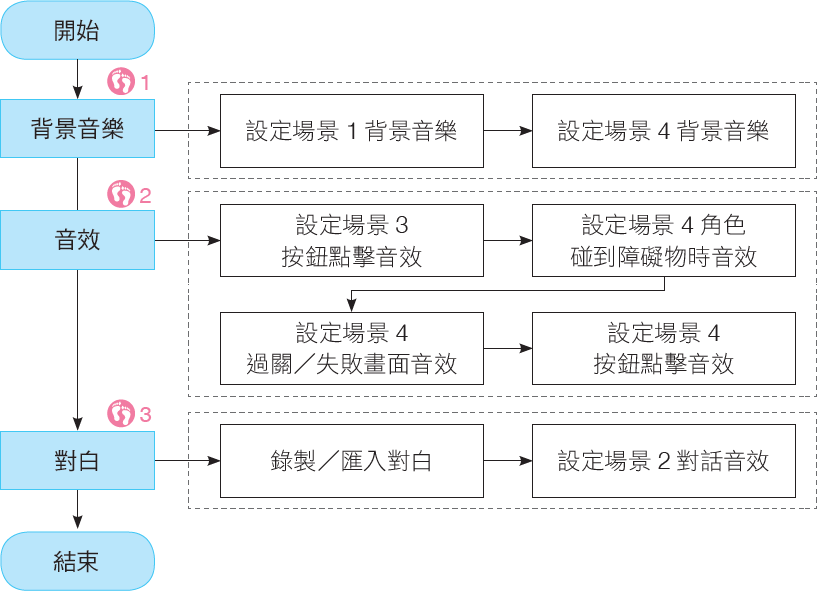 開始
1
背景音樂
設定場景 1 背景音樂
設定場景 4 背景音樂
2
音效
設定場景 3
按鈕點擊音效
設定場景 4 角色
碰到障礙物時音效
設定場景 4
過關／失敗畫面音效
設定場景 4
按鈕點擊音效
3
對白
錄製／匯入對白
設定場景 2 對話音效
結束